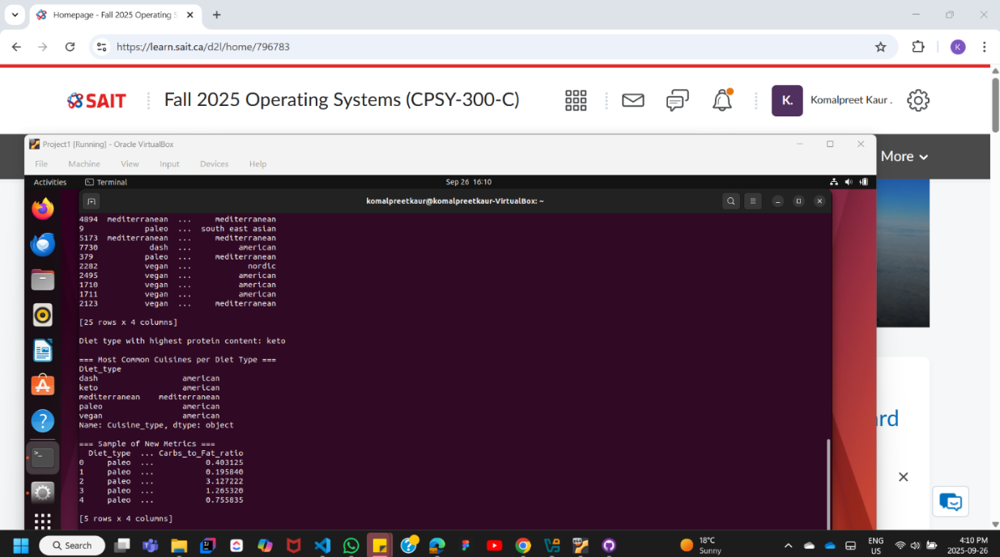 Homepage - Fall 2025 Operating S
https://learn.sait.ca/d2l/home/796783
K
SAIT
Fall 2025 Operating Systems (CPSY-300-C)
K.
Komalpreet Kaur .
More
Project1 [Running] - Oracle VirtualBox
File Machine View Input Devices Help
Activities
Terminal
Sep 26 16:10
komalpreetkaur@komalpreetkaur-VirtualBox: ~
4894 mediterranean ... mediterranean
9 paleo ... south east asian
5173 mediterranean ... mediterranean
7730 dash ... american
379 paleo ... mediterranean
2282 vegan ... nordic
2495 vegan ... american
1710 vegan ... american
1711 vegan ... american
2123 vegan ... mediterranean
[25 rows x 4 columns]
Diet type with highest protein content: keto
=== Most Common Cuisines per Diet Type ===
Diet_type
dash american
keto american
mediterranean mediterranean
paleo american
vegan american
Name: Cuisine_type, dtype: object
=== Sample of New Metrics ===
Diet_type ... Carbs_to_Fat_ratio
0 paleo ... 0.403125
1 paleo ... 0.195840
2 paleo ... 3.127222
3 paleo ... 1.265320
4 paleo ... 0.755835
[5 rows x 4 columns]
rd
Search
18°C
Sunny
ENG
US
4:10 PM
2025-09-26